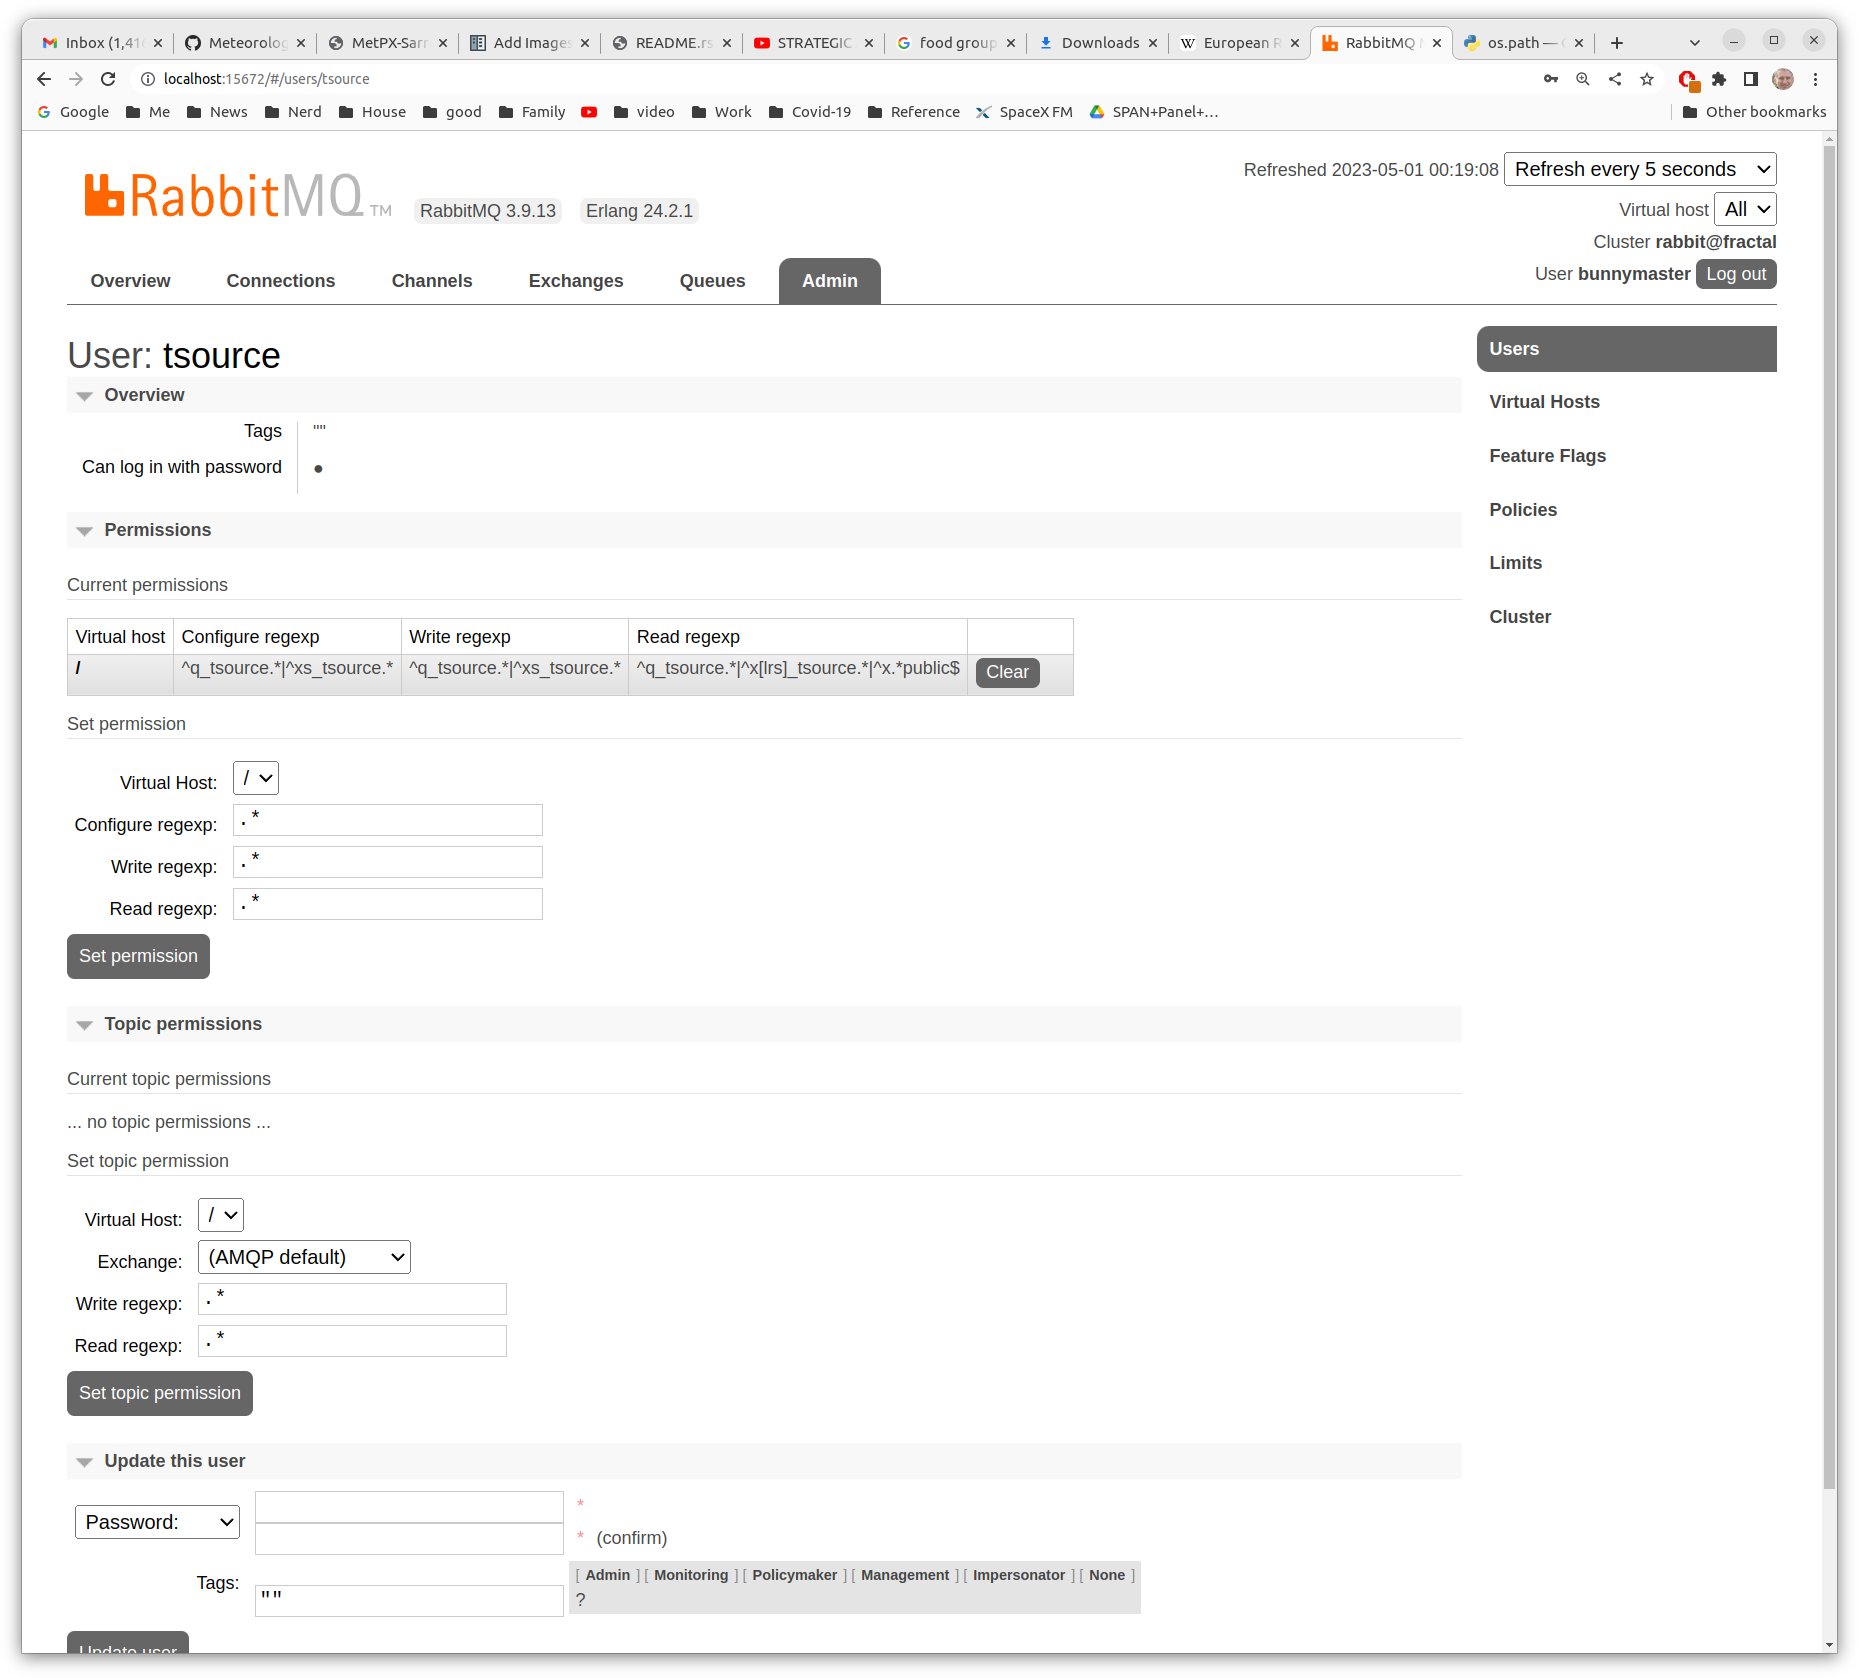 Inbox (1,41 Meteorolog MetPX-Sarr Add Images README.rs STRATEGIC food group Downloads European R RabbitMQ os.path —
localhost:15672/#/users/tsource
Google Me News Nerd House good Family video Work Covid-19 Reference SpaceX FM SPAN+Panel+... Other bookmarks
Refreshed 2023-05-01 00:19:08 Refresh every 5 seconds
RabbitMQ TM RabbitMQ 3.9.13 Erlang 24.2.1
Virtual host All
Cluster rabbit@fractal
User bunnymaster Log out
Overview Connections Channels Exchanges Queues Admin
User: tsource
Overview
Tags ""
Can log in with password ●
Permissions
Current permissions
Virtual host Configure regexp Write regexp Read regexp
/ ^q_tsource.*|^xs_tsource.* ^q_tsource.*|^xs_tsource.* ^q_tsource.*|^x[lrs]_tsource.*|^x.*public$ Clear
Set permission
Virtual Host: /
Configure regexp: .*
Write regexp: .*
Read regexp: .*
Set permission
Topic permissions
Current topic permissions
... no topic permissions ...
Set topic permission
Virtual Host: /
Exchange: (AMQP default)
Write regexp: .*
Read regexp: .*
Set topic permission
Update this user
Password: *
* (confirm)
Tags: "" [ Admin ] [ Monitoring ] [ Policymaker ] [ Management ] [ Impersonator ] [ None ]
?
Update user
Users
Virtual Hosts
Feature Flags
Policies
Limits
Cluster